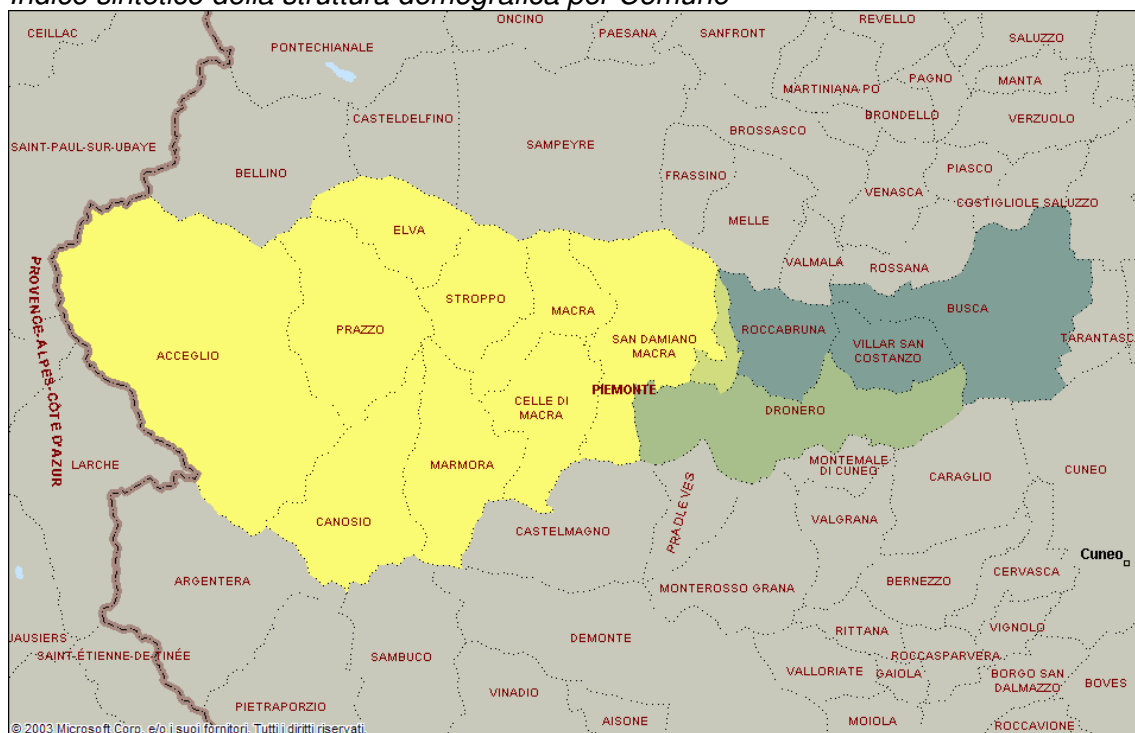 Indice sintetico della struttura demografica per Comune
CEILLAC
PONTECHIANALE
ONCINO
PAESANA
SANFRONT
REVELLO
SALUZZO
MARTINIANA PO
PAGNO
MANTA
CASTELDELFINO
BRONDELLO
VERZUOLO
SAINT-PAUL-SUR-UBAYE
SAMPEYRE
BROSSASCO
BELLINO
FRASSINO
PIASCO
VENASCA
COSTIGLIOLE SALUZZO
MELLE
ELVA
VALMALA
ROSSANA
PROVENCE-ALPES-CÔTE D'AZUR
STROPPO
MACRA
BUSCA
ACCEGLIO
PRAZZO
SAN DAMIANO
MACRA
ROCCABRUNA
VILLAR SAN
COSTANZO
TARANTASCA
PIEMONTE
CELLE DI
MACRA
DRONERO
LARCHE
MARMORA
MONTEMALE
DI CUNEO
CARAGLIO
CUNEO
CANOSIO
CASTELMAGNO
PRADLEVES
VALGRANA
Cuneo
ARGENTERA
MONTEROSSO GRANA
BERNEZZO
CERVASCA
JAUSIERS
DEMONTE
RITTANA
VIGNOLO
SAINT-ÉTIENNE-DE-TINÉE
SAMBUCO
ROCCASPARVERA
VALLORIATE
GAIOLA
BORGO SAN
DALMAZZO
BOVES
VINADIO
PIETRAPORZIO
AISONE
MOIOLA
ROCCAVIONE
© 2003 Microsoft Corp. e/o i suoi fornitori. Tutti i diritti riservati.